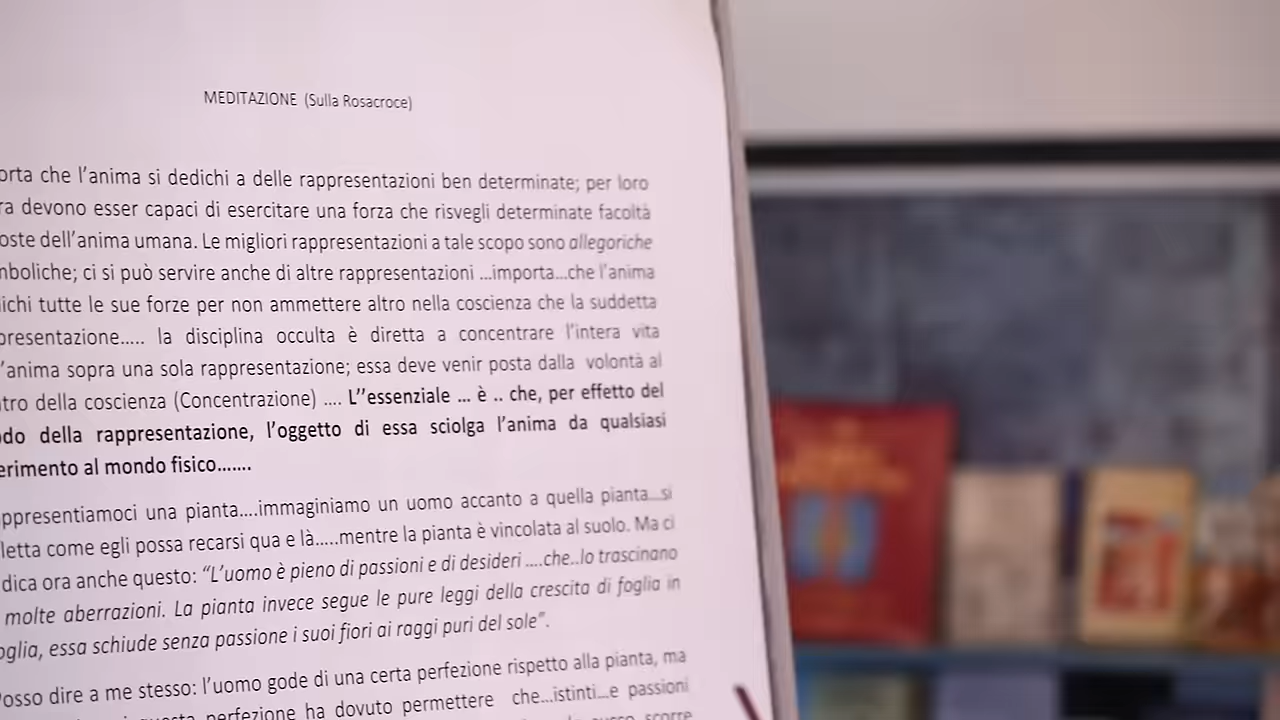 MEDITAZIONE (Sulla Rosacroce)
orta che l'anima si dedichi a delle rappresentazioni ben determinate; per loro
ra devono esser capaci di esercitare una forza che risvegli determinate facoltà
oste dell'anima umana. Le migliori rappresentazioni a tale scopo sono allegoriche
nboliche; ci si può servire anche di altre rappresentazioni ...importa...che l'anima
lichi tutte le sue forze per non ammettere altro nella coscienza che la suddetta
presentazione..... la disciplina occulta è diretta a concentrare l'intera vita
l'anima sopra una sola rappresentazione; essa deve venir posta dalla volontà al
ntro della coscienza (Concentrazione) .... L''essenziale ... è .. che, per effetto del
odo della rappresentazione, l'oggetto di essa sciolga l'anima da qualsiasi
erimento al mondo fisico.......
ppresentiamoci una pianta....immaginiamo un uomo accanto a quella pianta...si
letta come egli possa recarsi qua e là.....mentre la pianta è vincolata al suolo. Ma ci
dica ora anche questo: "L'uomo è pieno di passioni e di desideri ....che..lo trascinano
molte aberrazioni. La pianta invece segue le pure leggi della crescita di foglia in
oglia, essa schiude senza passione i suoi fiori ai raggi puri del sole".
Posso dire a me stesso: l'uomo gode di una certa perfezione rispetto alla pianta, ma
questa perfezione ha dovuto permettere che...istinti...e passioni
scorre